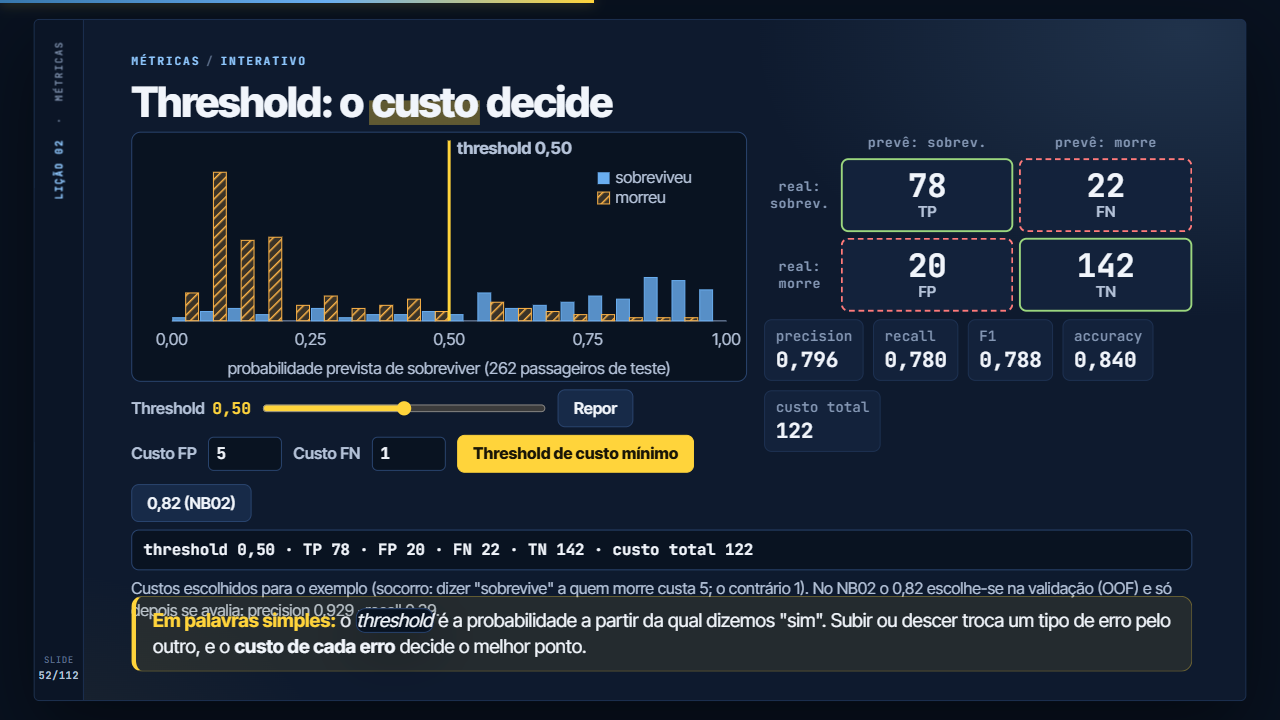 MÉTRICAS / INTERATIVO
Threshold: o custo decide
LIÇÃO 02 · MÉTRICAS
threshold 0,50
sobreviveu
morreu
0,00 0,25 0,50 0,75 1,00
probabilidade prevista de sobreviver (262 passageiros de teste)
prevê: sobrev. prevê: morre
real: sobrev.
78 TP
22 FN
real: morre
20 FP
142 TN
precision 0,796
recall 0,780
F1 0,788
accuracy 0,840
custo total 122
Threshold 0,50 Repor
Custo FP 5 Custo FN 1 Threshold de custo mínimo
0,82 (NB02)
threshold 0,50 · TP 78 · FP 20 · FN 22 · TN 142 · custo total 122
Custos escolhidos para o exemplo (socorro: dizer "sobrevive" a quem morre custa 5; o contrário 1). No NB02 o 0,82 escolhe-se na validação (OOF) e só
depois se avalia: precision 0,929
Em palavras simples: o threshold é a probabilidade a partir da qual dizemos "sim". Subir ou descer troca um tipo de erro pelo
outro, e o custo de cada erro decide o melhor ponto.
SLIDE
52/112